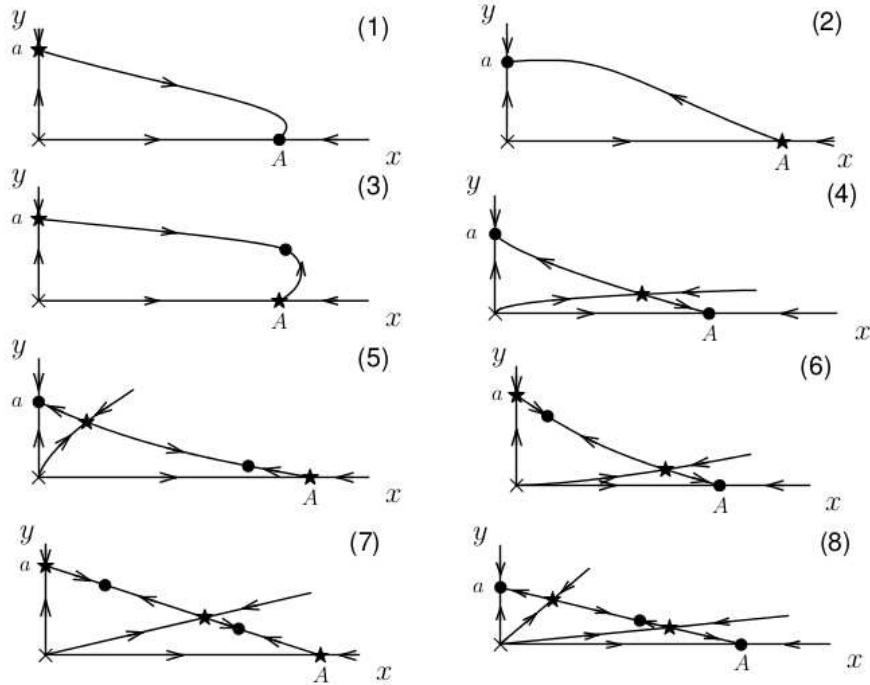 y (1)
a
A x
y (2)
a
A x
y (3)
a
A x
y (4)
a
A x
y (5)
a
A x
y (6)
a
A x
y (7)
a
A x
y (8)
a
A x